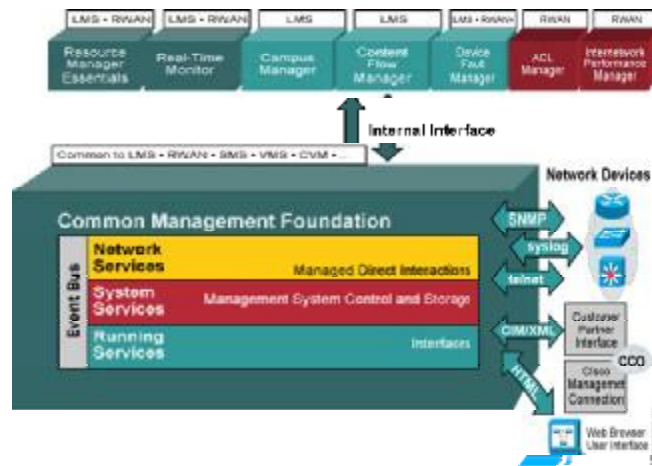 LMS - RWAN
LMS - RWAN
LMS
LMS
LMS - RWAN
RWAN
RWAN
Resource
Manager
Essentials
Real-Time
Monitor
Campus
Manager
Content
Flow
Manager
Device
Fault
Manager
ACL
Manager
Internetwork
Performance
Manager
Internal Interface
Common to LMS - RWAN - SMS - VMS - CVM - ...
Network Devices
Common Management Foundation
Event Bus
Network
Services
Managed Direct Interactions
System
Services
Management System Control and Storage
Running
Services
Interfaces
SNMP
syslog
telnet
CIM/XML
HTML
Customer
Partner
Interface
CCO
Cisco
Managemet
Connection
Web Browser
User Interface